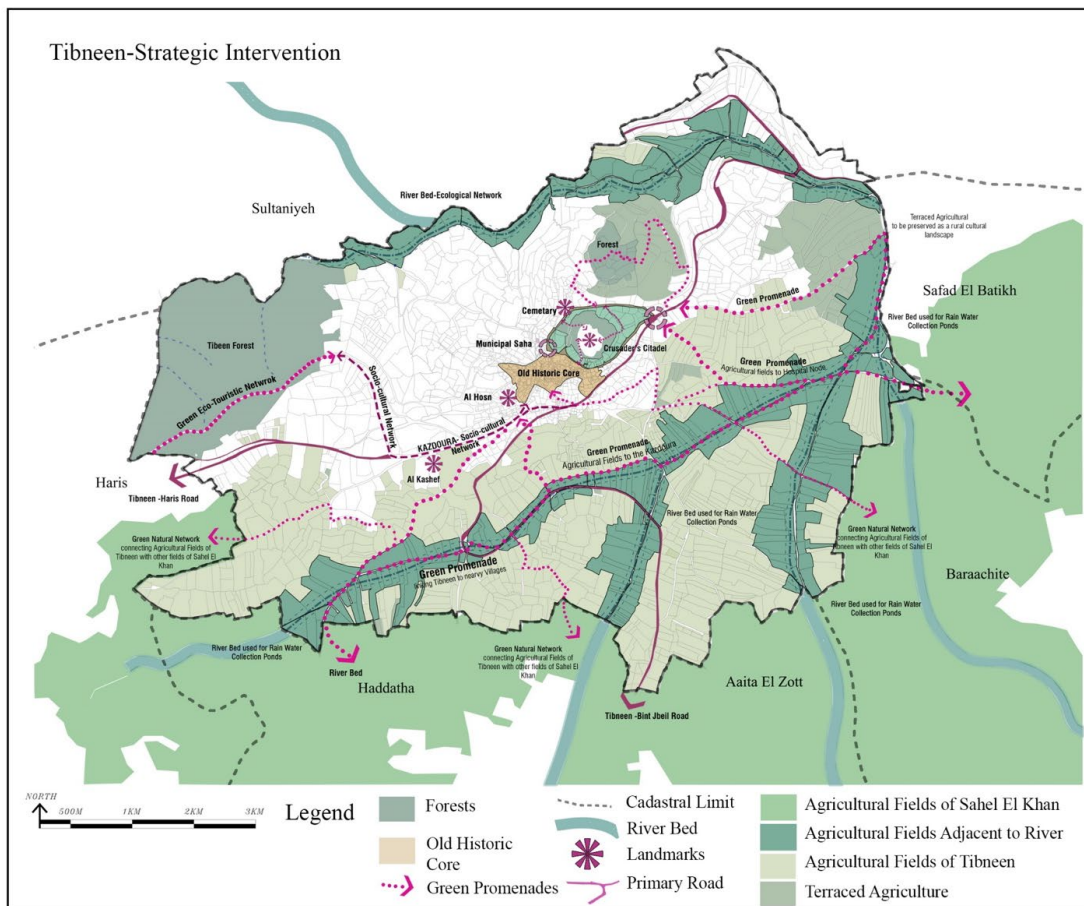 Tibneen-Strategic Intervention
Sultaniyeh
River Bed-Ecological Network
Terraced Agricultural
to be preserved as a rural cultural
landscape
Forest
Safad El Batikh
Green Promenade
Cemetary
River Bed used for Rain Water
Collection Ponds
Municipal Saha
Crusader's Citadel
Tibeen Forest
Green Promenade
Agricultural fields to Hospital Node
Old Historic Core
Green Eco-Touristic Netwrok
Socio-cultural Network
Al Hosn
KAZDOURA- Socio-cultural
Network
Green Promenade
Agricultural Fields to the Kazdoura
Al Kashef
Haris
Tibneen -Haris Road
River Bed used for Rain Water
Collection Ponds
Green Natural Network
connecting Agricultural Fields of
Tibneen with other fields of Sahel El
Khan
Green Natural Network
connecting Agricultural Fields of
Tibneen with other fields of Sahel El
Khan
Green Promenade
linking Tibneen to nearvy Villages
Baraachite
River Bed used for Rain Water
Collection Ponds
River Bed used for Rain Water
Collection Ponds
Green Natural Network
connecting Agricultural Fields of
Tibneen with other fields of Sahel El
Khan
River Bed
Haddatha
Aaita El Zott
Tibneen -Bint Jbeil Road
NORTH
500M 1KM 2KM 3KM
Legend
Forests
Old Historic
Core
Green Promenades
Cadastral Limit
River Bed
Landmarks
Primary Road
Agricultural Fields of Sahel El Khan
Agricultural Fields Adjacent to River
Agricultural Fields of Tibneen
Terraced Agriculture